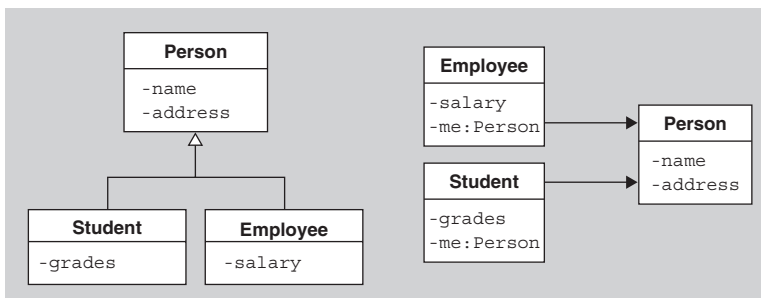 Person
-name
-address
Student
-grades
Employee
-salary
Employee
-salary
-me:Person
Student
-grades
-me:Person
Person
-name
-address